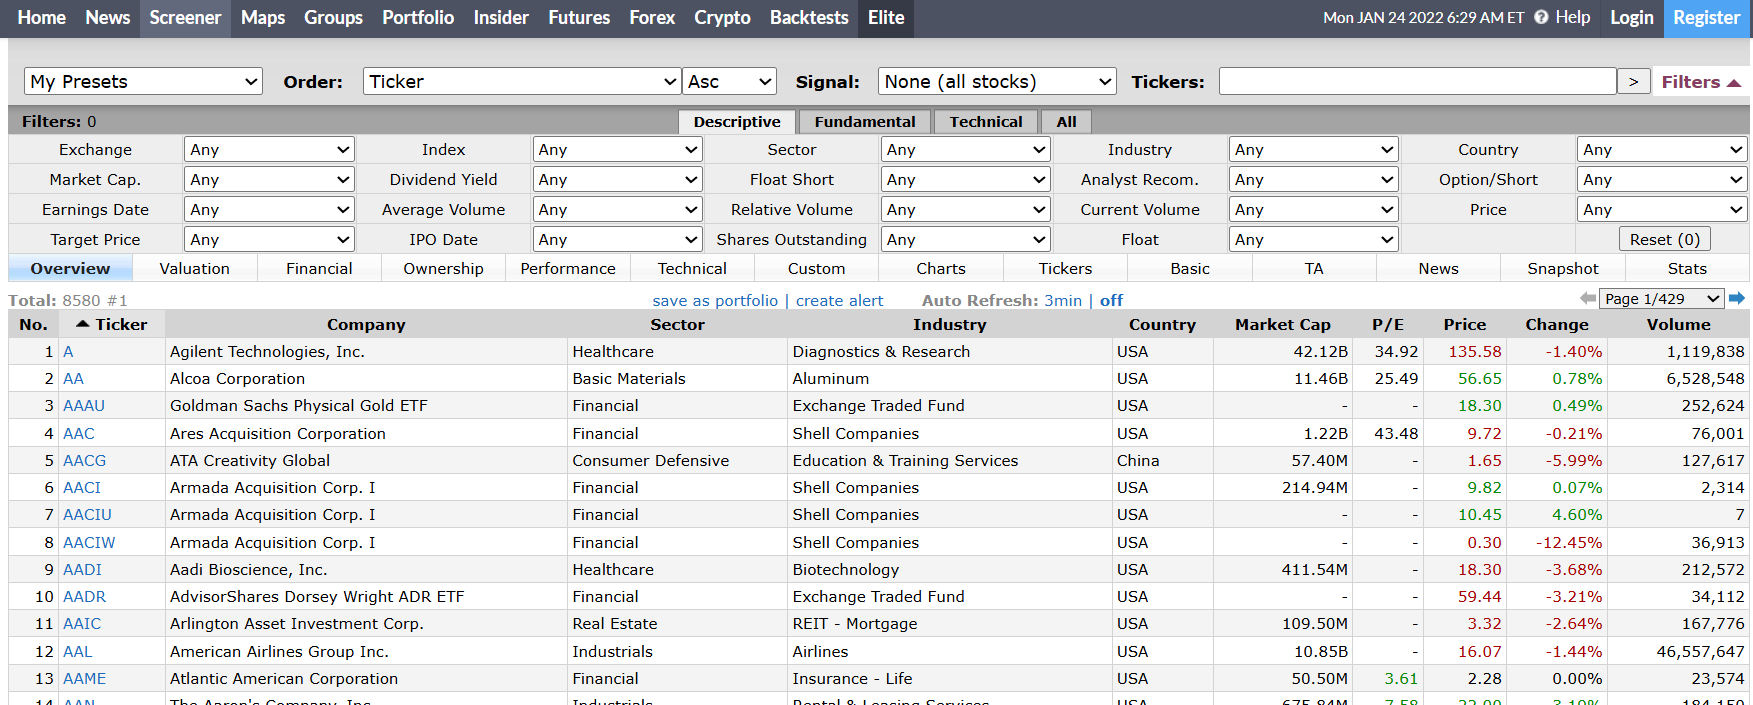 Home News Screener Maps Groups Portfolio Insider Futures Forex Crypto Backtests Elite Mon JAN 24 2022 6:29 AM ET ? Help Login Register
My Presets Order: Ticker Asc Signal: None (all stocks) Tickers: > Filters
Filters: 0 Descriptive Fundamental Technical All
Exchange Any Index Any Sector Any Industry Any Country Any
Market Cap. Any Dividend Yield Any Float Short Any Analyst Recom. Any Option/Short Any
Earnings Date Any Average Volume Any Relative Volume Any Current Volume Any Price Any
Target Price Any IPO Date Any Shares Outstanding Any Float Any Reset (0)
Overview Valuation Financial Ownership Performance Technical Custom Charts Tickers Basic TA News Snapshot Stats
Total: 8580 #1 save as portfolio | create alert Auto Refresh: 3min | off Page 1/429
No. Ticker Company Sector Industry Country Market Cap P/E Price Change Volume
1 A Agilent Technologies, Inc. Healthcare Diagnostics & Research USA 42.12B 34.92 135.58 -1.40% 1,119,838
2 AA Alcoa Corporation Basic Materials Aluminum USA 11.46B 25.49 56.65 0.78% 6,528,548
3 AAAU Goldman Sachs Physical Gold ETF Financial Exchange Traded Fund USA - - 18.30 0.49% 252,624
4 AAC Ares Acquisition Corporation Financial Shell Companies USA 1.22B 43.48 9.72 -0.21% 76,001
5 AACG ATA Creativity Global Consumer Defensive Education & Training Services China 57.40M - 1.65 -5.99% 127,617
6 AACI Armada Acquisition Corp. I Financial Shell Companies USA 214.94M - 9.82 0.07% 2,314
7 AACIU Armada Acquisition Corp. I Financial Shell Companies USA - - 10.45 4.60% 7
8 AACIW Armada Acquisition Corp. I Financial Shell Companies USA - - 0.30 -12.45% 36,913
9 AADI Aadi Bioscience, Inc. Healthcare Biotechnology USA 411.54M - 18.30 -3.68% 212,572
10 AADR AdvisorShares Dorsey Wright ADR ETF Financial Exchange Traded Fund USA - - 59.44 -3.21% 34,112
11 AAIC Arlington Asset Investment Corp. Real Estate REIT - Mortgage USA 109.50M - 3.32 -2.64% 167,776
12 AAL American Airlines Group Inc. Industrials Airlines USA 10.85B - 16.07 -1.44% 46,557,647
13 AAME Atlantic American Corporation Financial Insurance - Life USA 50.50M 3.61 2.28 0.00% 23,574
14 AAN The Aaron's Company, Inc. Industrials Rental & Leasing Services USA 675.84M 7.58 22.00